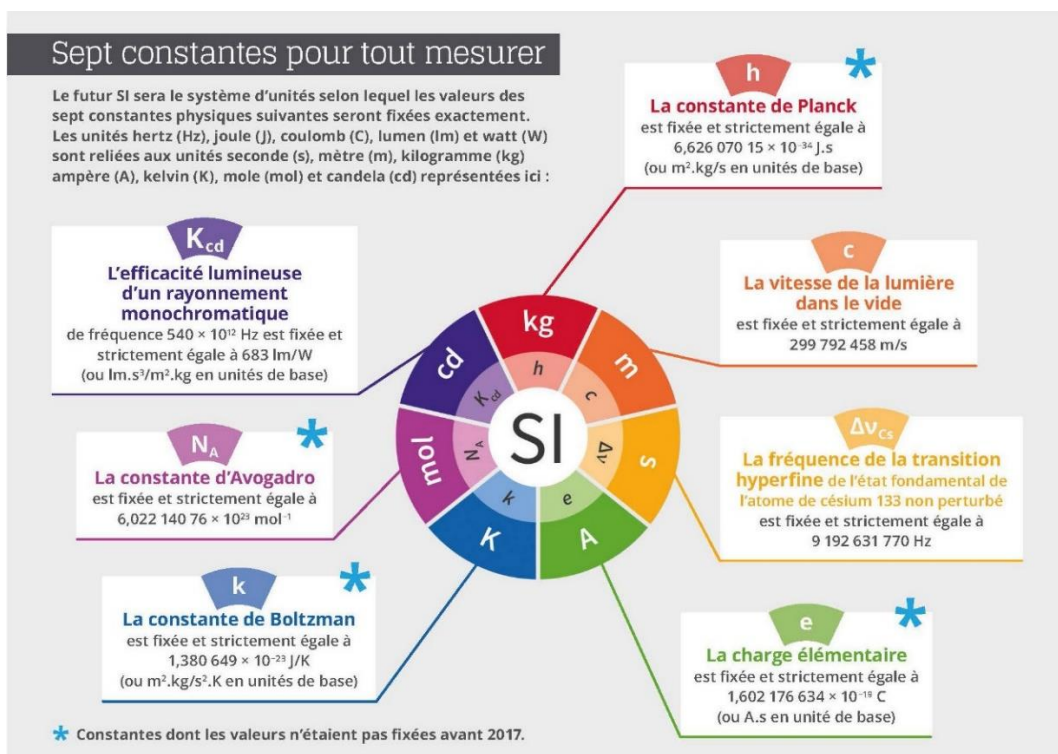 Sept constantes pour tout mesurer
Le futur SI sera le système d'unités selon lequel les valeurs des
sept constantes physiques suivantes seront fixées exactement.
Les unités hertz (Hz), joule (J), coulomb (C), lumen (lm) et watt (W)
sont reliées aux unités seconde (s), mètre (m), kilogramme (kg)
ampère (A), kelvin (K), mole (mol) et candela (cd) représentées ici :
h *
La constante de Planck
est fixée et strictement égale à
6,626 070 15 × 10⁻³⁴ J.s
(ou m².kg/s en unités de base)
Kcd
L'efficacité lumineuse
d'un rayonnement
monochromatique
de fréquence 540 × 10¹² Hz est fixée et
strictement égale à 683 lm/W
(ou lm.s³/m².kg en unités de base)
c
La vitesse de la lumière
dans le vide
est fixée et strictement égale à
299 792 458 m/s
NA *
La constante d'Avogadro
est fixée et strictement égale à
6,022 140 76 × 10²³ mol⁻¹
ΔνCs
La fréquence de la transition
hyperfine de l'état fondamental de
l'atome de césium 133 non perturbé
est fixée et strictement égale à
9 192 631 770 Hz
k *
La constante de Boltzman
est fixée et strictement égale à
1,380 649 × 10⁻²³ J/K
(ou m².kg/s².K en unités de base)
e *
La charge élémentaire
est fixée et strictement égale à
1,602 176 634 × 10⁻¹⁹ C
(ou A.s en unité de base)
SI
kg
h
m
c
s
Δν
A
e
K
k
mol
NA
cd
Kcd
* Constantes dont les valeurs n'étaient pas fixées avant 2017.